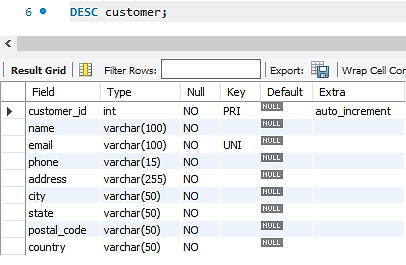 6 DESC customer;
Result Grid Filter Rows: Export: Wrap Cell Con
Field Type Null Key Default Extra
customer_id int NO PRI NULL auto_increment
name varchar(100) NO NULL
email varchar(100) NO UNI NULL
phone varchar(15) NO NULL
address varchar(255) NO NULL
city varchar(50) NO NULL
state varchar(50) NO NULL
postal_code varchar(50) NO NULL
country varchar(50) NO NULL